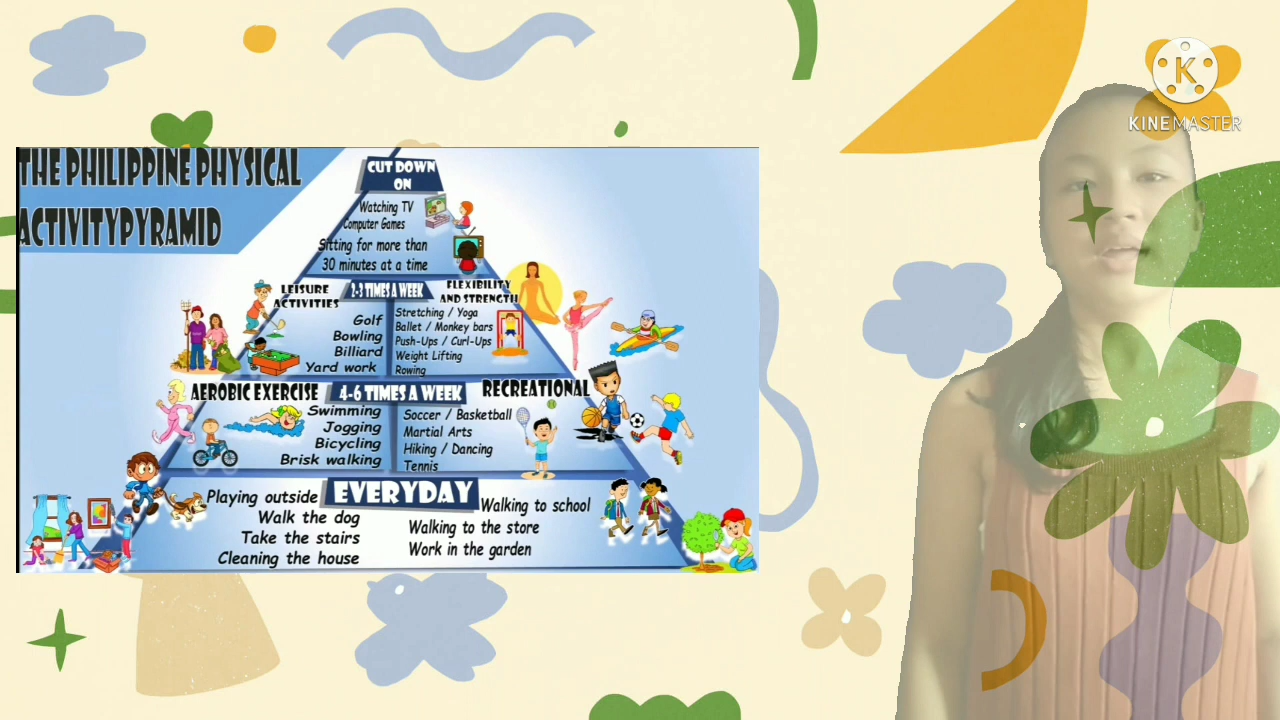 THE PHILIPPINE PHYSICAL
ACTIVITYPYRAMID
CUT DOWN
ON
Watching TV
Computer Games
Sitting for more than
30 minutes at a time
LEISURE
ACTIVITIES
2-3 TIMES A WEEK
FLEXIBILITY
AND STRENGTH
Golf
Bowling
Billiard
Yard work
Stretching / Yoga
Ballet / Monkey bars
Push-Ups / Curl-Ups
Weight Lifting
Rowing
AEROBIC EXERCISE
4-6 TIMES A WEEK
RECREATIONAL
Swimming
Jogging
Bicycling
Brisk walking
Soccer / Basketball
Martial Arts
Hiking / Dancing
Tennis
EVERYDAY
Playing outside
Walk the dog
Take the stairs
Cleaning the house
Walking to school
Walking to the store
Work in the garden
K
KINEMASTER